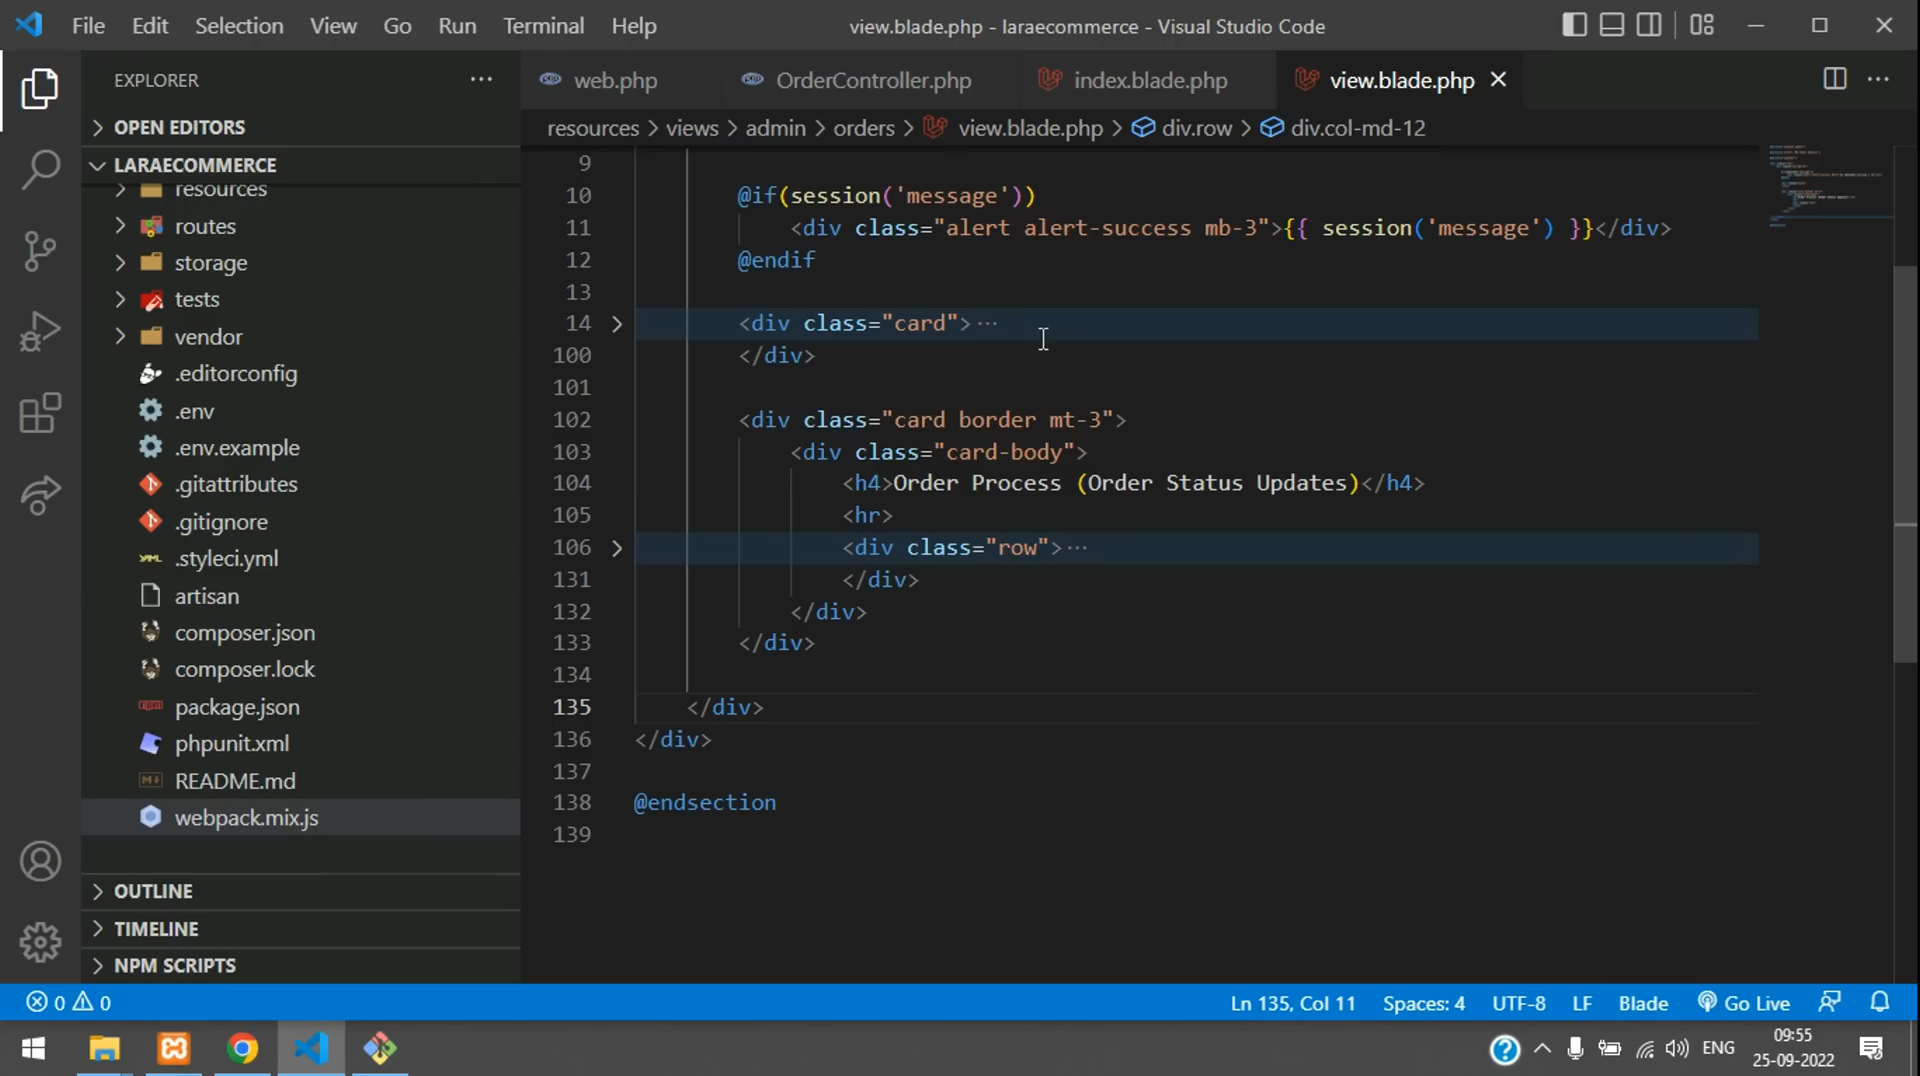 File Edit Selection View Go Run Terminal Help view.blade.php - laraecommerce - Visual Studio Code
EXPLORER
OPEN EDITORS
LARAECOMMERCE
resources
routes
storage
tests
vendor
.editorconfig
.env
.env.example
.gitattributes
.gitignore
.styleci.yml
artisan
composer.json
composer.lock
package.json
phpunit.xml
README.md
webpack.mix.js
OUTLINE
TIMELINE
NPM SCRIPTS
web.php OrderController.php index.blade.php view.blade.php
resources > views > admin > orders > view.blade.php > div.row > div.col-md-12
9
10 @if(session('message'))
11 <div class="alert alert-success mb-3">{{ session('message') }}</div>
12 @endif
13
14 <div class="card">···
100 </div>
101
102 <div class="card border mt-3">
103 <div class="card-body">
104 <h4>Order Process (Order Status Updates)</h4>
105 <hr>
106 <div class="row">···
131 </div>
132 </div>
133 </div>
134
135 </div>
136 </div>
137
138 @endsection
139
0 0 Ln 135, Col 11 Spaces: 4 UTF-8 LF Blade Go Live
ENG 09:55
25-09-2022